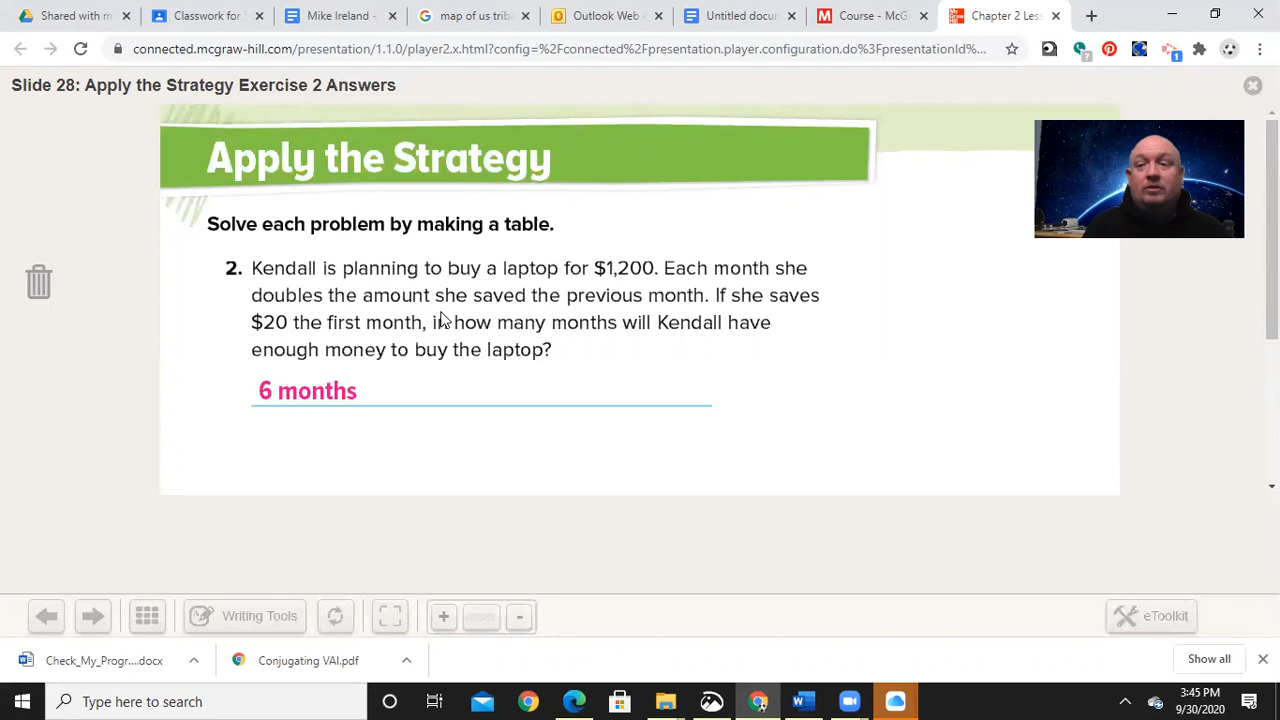 Shared with m
Classwork for
Mike Ireland -
map of us trib
Outlook Web A
Untitled docu
Course - McG
Chapter 2 Les
connected.mcgraw-hill.com/presentation/1.1.0/player2.x.html?config=%2Fconnected%2Fpresentation.player.configuration.do%3FpresentationId%...
Slide 28: Apply the Strategy Exercise 2 Answers
Apply the Strategy
Solve each problem by making a table.
2. Kendall is planning to buy a laptop for $1,200. Each month she
doubles the amount she saved the previous month. If she saves
$20 the first month, in how many months will Kendall have
enough money to buy the laptop?
6 months
Writing Tools
+
-
eToolkit
Check_My_Progr....docx
Conjugating VAI.pdf
Show all
Type here to search
3:45 PM
9/30/2020